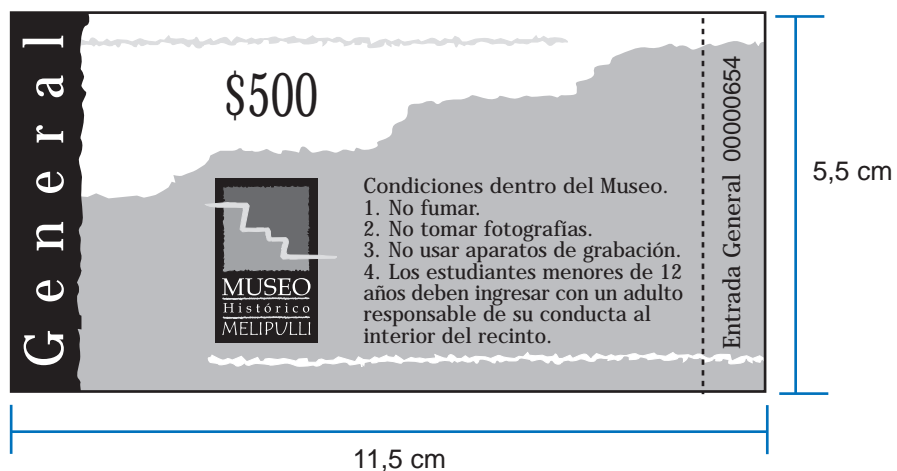 General
$500
MUSEO
Histórico
MELIPULLI
Condiciones dentro del Museo.
1. No fumar.
2. No tomar fotografías.
3. No usar aparatos de grabación.
4. Los estudiantes menores de 12
años deben ingresar con un adulto
responsable de su conducta al
interior del recinto.
Entrada General 00000654
5,5 cm
11,5 cm